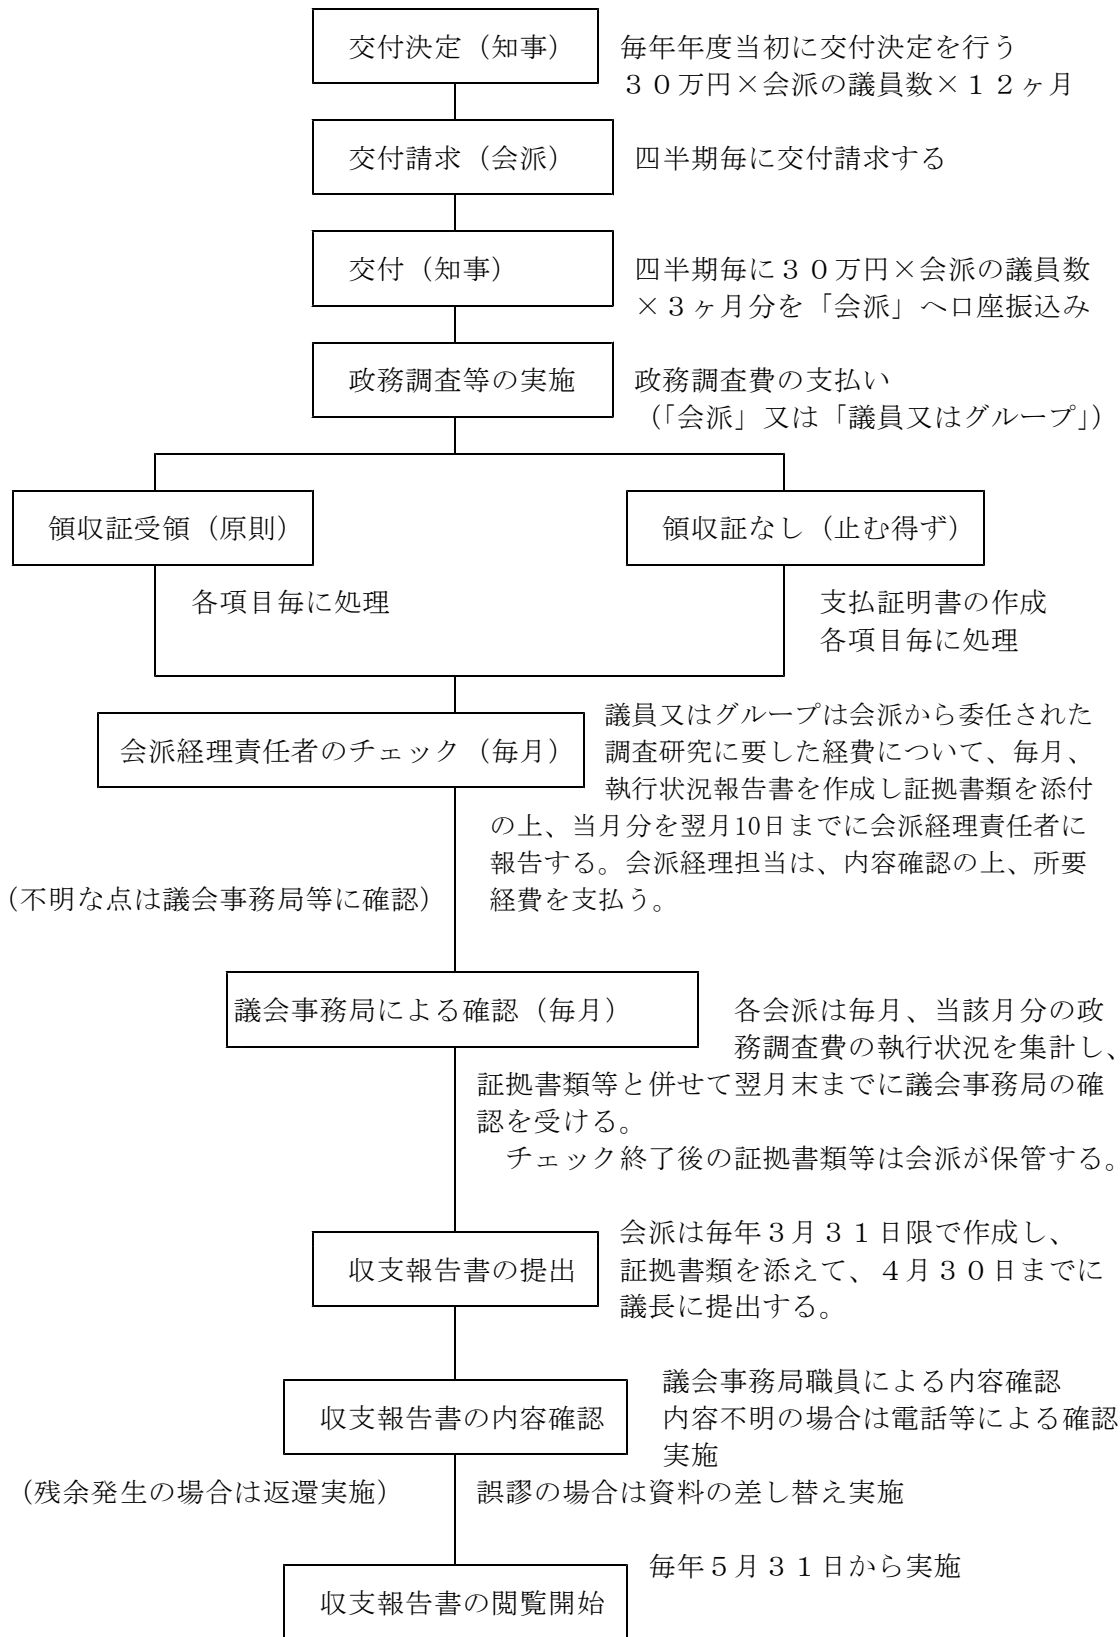 交付決定（知事）
毎年年度当初に交付決定を行う
３０万円×会派の議員数×１２ヶ月
交付請求（会派）
四半期毎に交付請求する
交付（知事）
四半期毎に３０万円×会派の議員数
×３ヶ月分を「会派」へ口座振込み
政務調査等の実施
政務調査費の支払い
（「会派」又は「議員又はグループ」）
領収証受領（原則）
領収証なし（止む得ず）
各項目毎に処理
支払証明書の作成
各項目毎に処理
会派経理責任者のチェック（毎月）
議員又はグループは会派から委任された
調査研究に要した経費について、毎月、
執行状況報告書を作成し証拠書類を添付
の上、当月分を翌月10日までに会派経理責任者に
報告する。会派経理担当は、内容確認の上、所要
経費を支払う。
（不明な点は議会事務局等に確認）
議会事務局による確認（毎月）
各会派は毎月、当該月分の政
務調査費の執行状況を集計し、
証拠書類等と併せて翌月末までに議会事務局の確
認を受ける。
チェック終了後の証拠書類等は会派が保管する。
収支報告書の提出
会派は毎年３月３１日限で作成し、
証拠書類を添えて、４月３０日までに
議長に提出する。
収支報告書の内容確認
議会事務局職員による内容確認
内容不明の場合は電話等による確認
実施
（残余発生の場合は返還実施）
誤謬の場合は資料の差し替え実施
収支報告書の閲覧開始
毎年５月３１日から実施